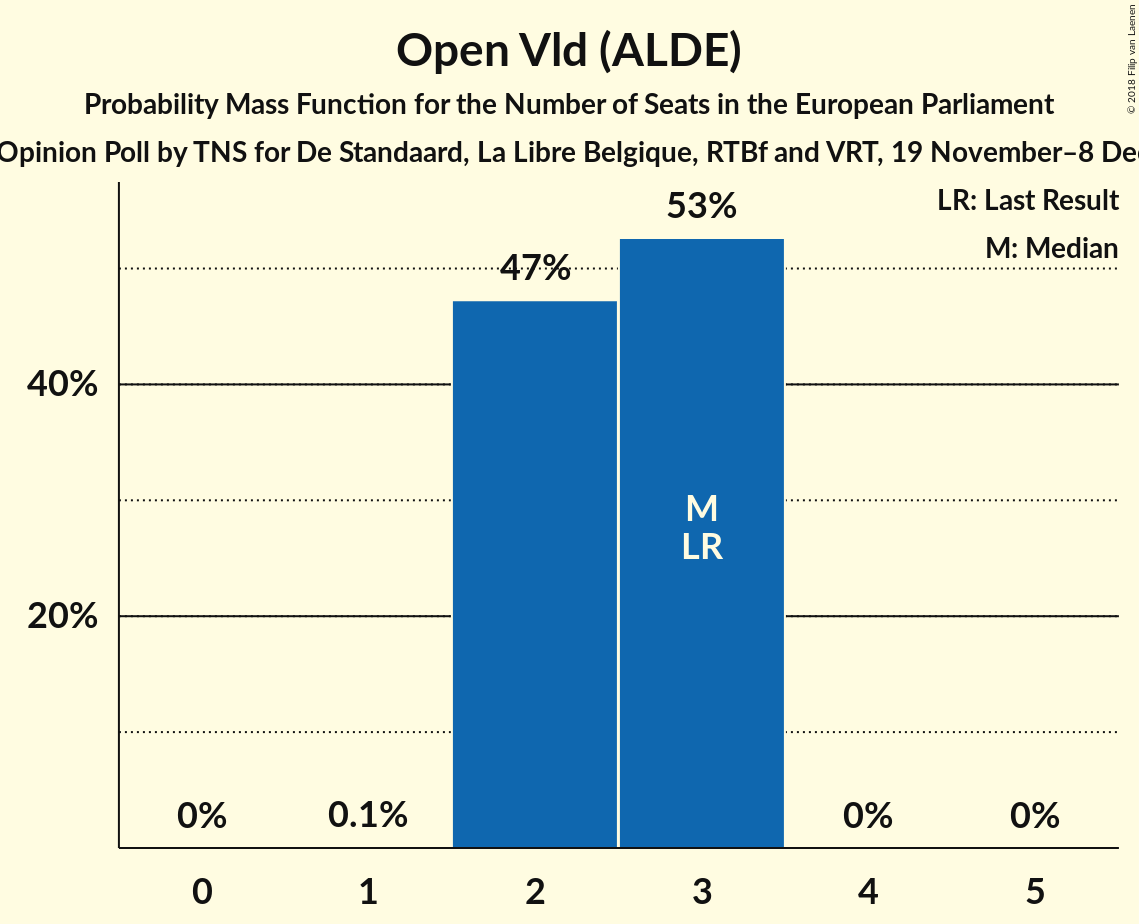 Open Vld (ALDE)
Probability Mass Function for the Number of Seats in the European Parliament
Opinion Poll by TNS for De Standaard, La Libre Belgique, RTBf and VRT, 19 November–8 De
© 2018 Filip van Laenen
LR: Last Result
M: Median
53%
47%
40%
M
LR
20%
0%
0.1%
0%
0%
0
1
2
3
4
5